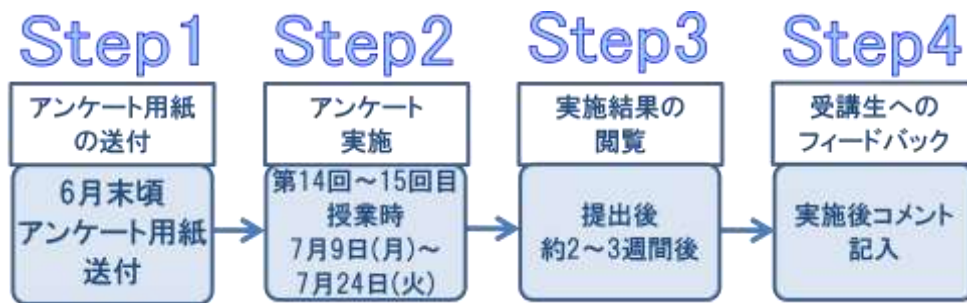 Step1
アンケート用紙
の送付
6月末頃
アンケート用紙
送付
Step2
アンケート
実施
第14回～15回目
授業時
7月9日(月)～
7月24日(火)
Step3
実施結果の
閲覧
提出後
約2～3週間後
Step4
受講生への
フィードバック
実施後コメント
記入